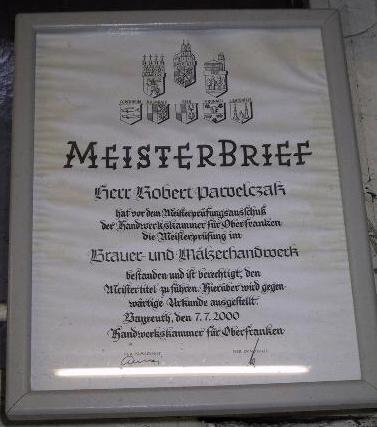 MEISTERBRIEF
Herr Robert Pawelczak
hat vor dem Meisterprüfungsausschuß
der Handwerkskammer für Oberfranken
die Meisterprüfung im
Brauer- und Mälzerhandwerk
bestanden und ist berechtigt, den
Meistertitel zu führen. Hierüber wird gegen-
wärtige Urkunde ausgestellt.
Bayreuth, den 7.7.2000
Handwerkskammer für Oberfranken